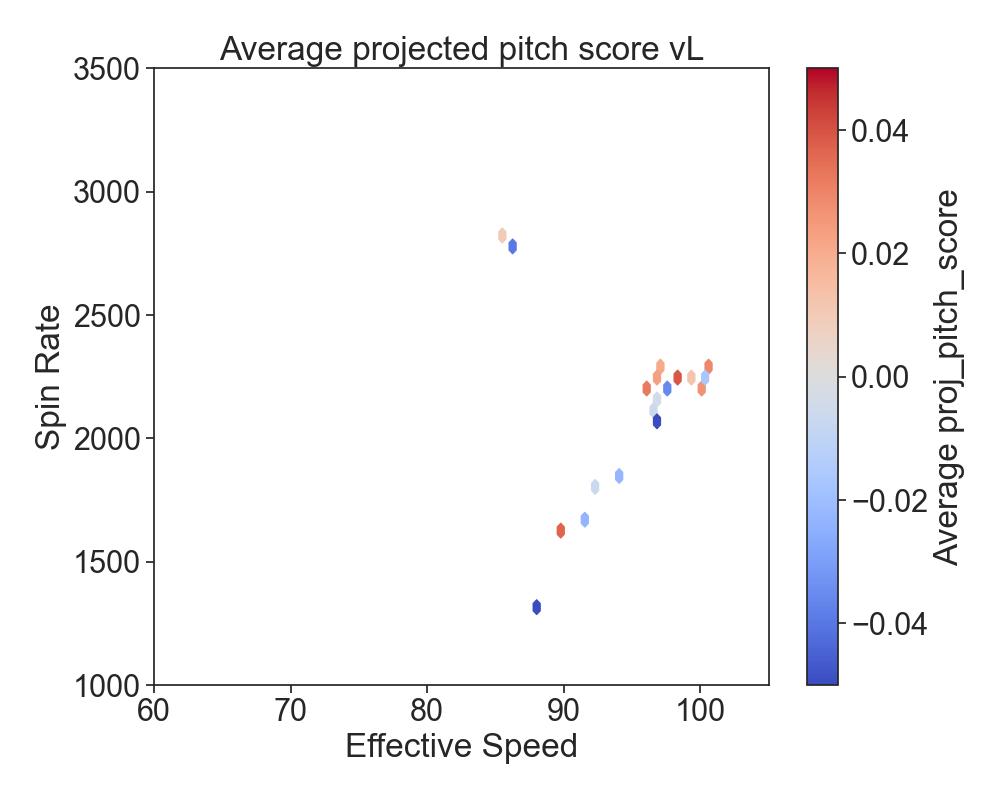 Average projected pitch score vL
3500
3000
2500
2000
1500
1000
Spin Rate
60 70 80 90 100
Effective Speed
0.04
0.02
0.00
−0.02
−0.04
Average proj_pitch_score